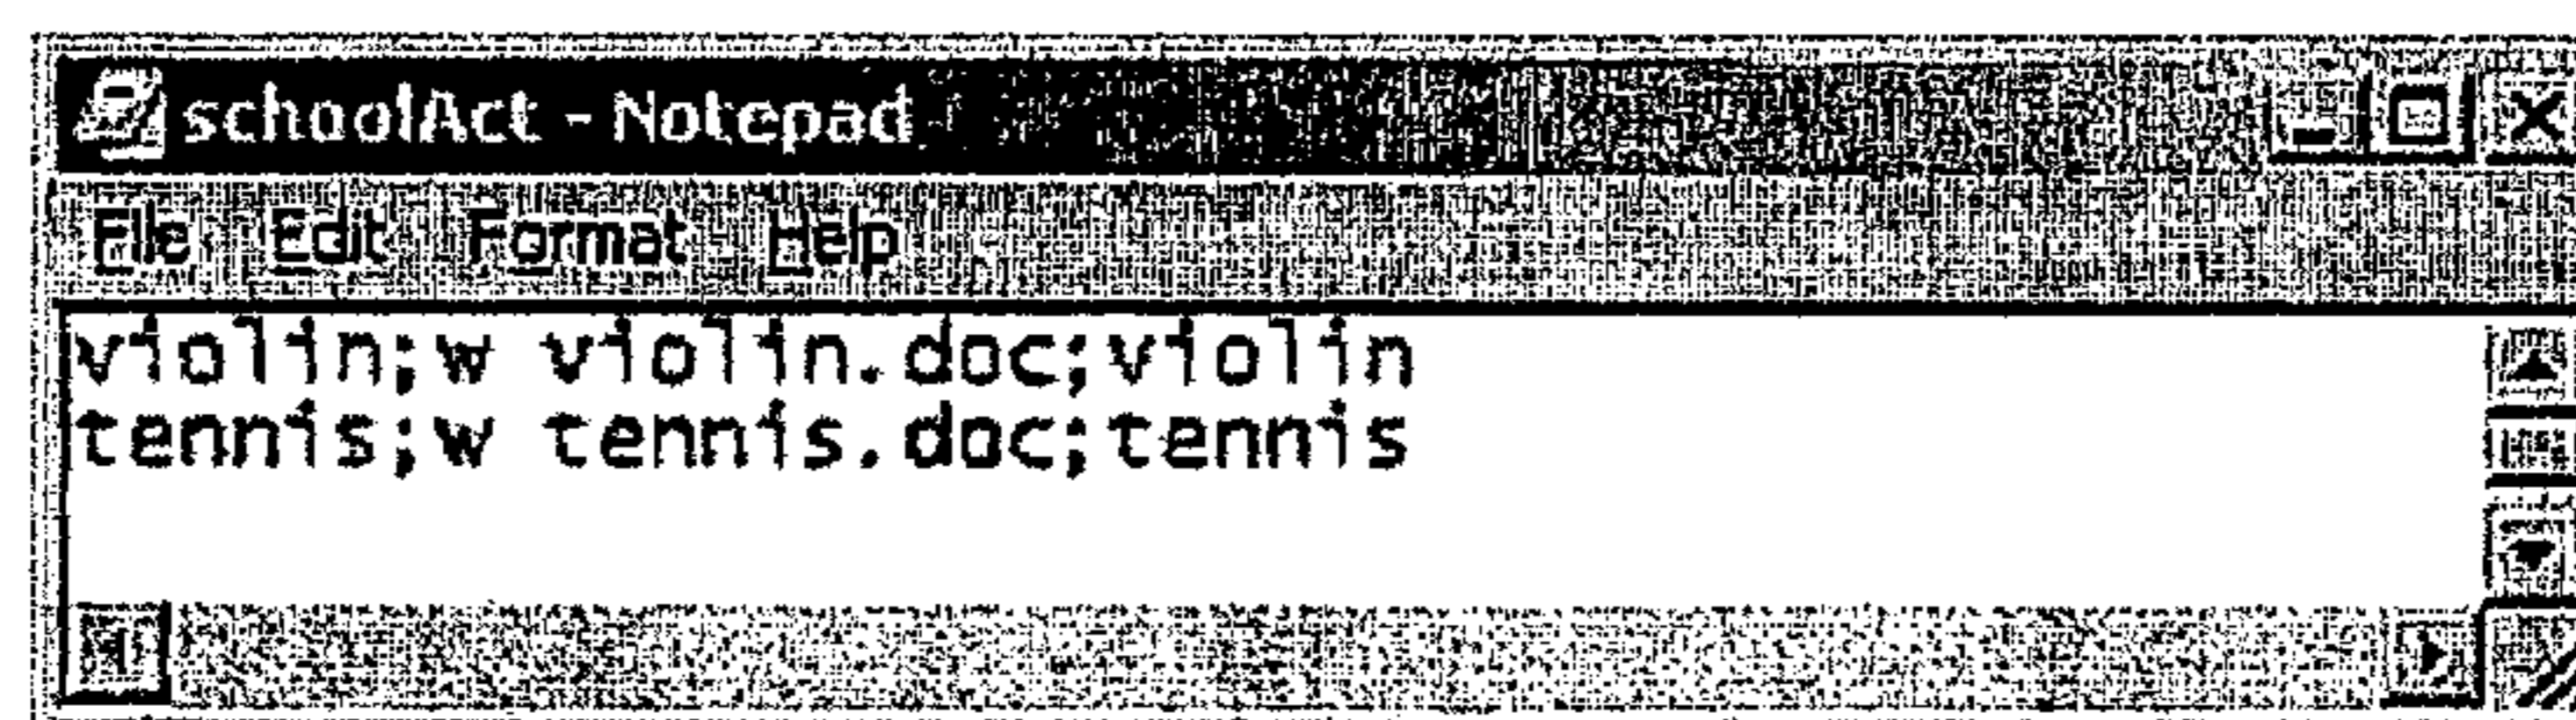 schoolAct - Notepad
File Edit Format Help
violin;w violin.doc;violin
tennis;w tennis.doc;tennis